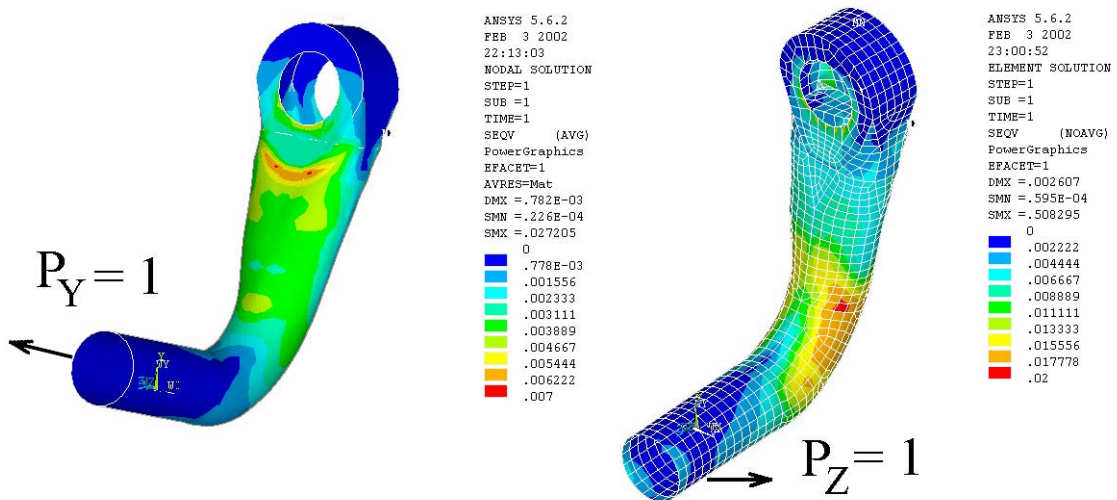 ANSYS 5.6.2
FEB 3 2002
22:13:03
NODAL SOLUTION
STEP=1
SUB =1
TIME=1
SEQV (AVG)
PowerGraphics
EFACET=1
AVRES=Mat
DMX =.782E-03
SMN =.226E-04
SMX =.027205
0
.778E-03
.001556
.002333
.003111
.003889
.004667
.005444
.006222
.007
PY = 1
Y
MN
ANSYS 5.6.2
FEB 3 2002
23:00:52
ELEMENT SOLUTION
STEP=1
SUB =1
TIME=1
SEQV (NOAVG)
PowerGraphics
EFACET=1
DMX =.002607
SMN =.595E-04
SMX =.508295
0
.002222
.004444
.006667
.008889
.011111
.013333
.015556
.017778
.02
PZ = 1